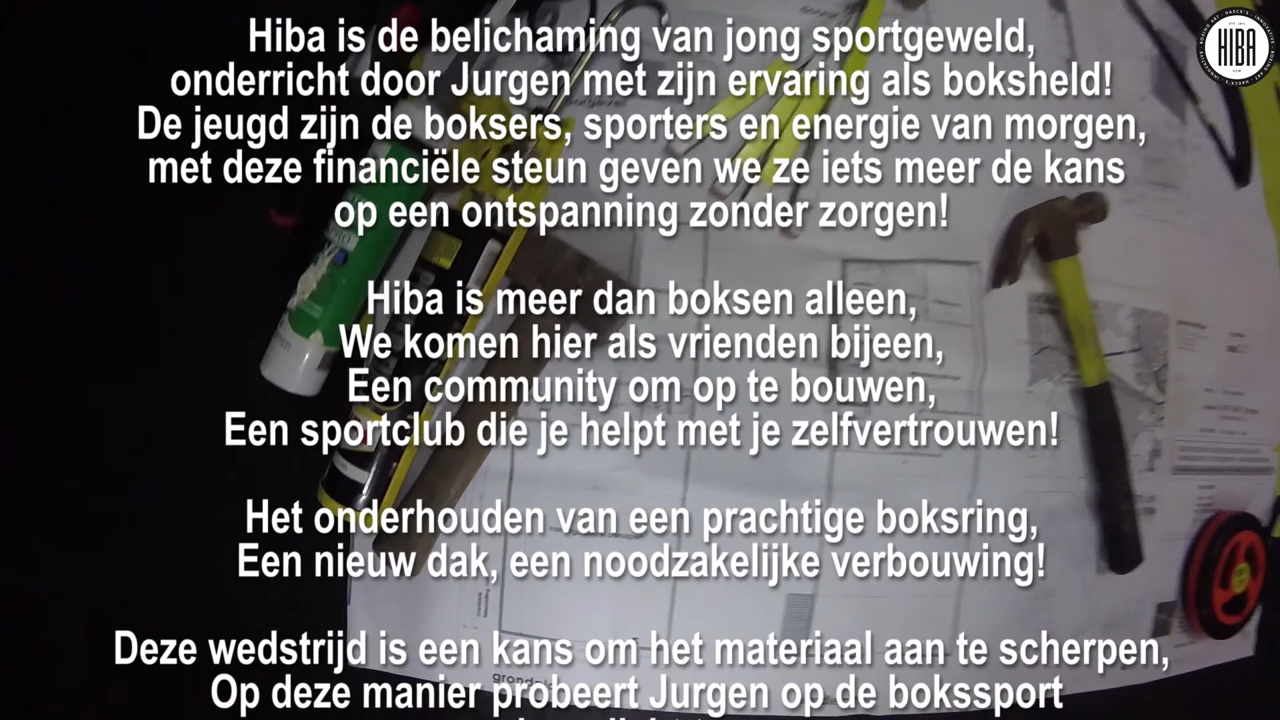 Hiba is de belichaming van jong sportgeweld,
onderricht door Jurgen met zijn ervaring als boksheld!
De jeugd zijn de boksers, sporters en energie van morgen,
met deze financiële steun geven we ze iets meer de kans
op een ontspanning zonder zorgen!
Hiba is meer dan boksen alleen,
We komen hier als vrienden bijeen,
Een community om op te bouwen,
Een sportclub die je helpt met je zelfvertrouwen!
Het onderhouden van een prachtige boksring,
Een nieuw dak, een noodzakelijke verbouwing!
Deze wedstrijd is een kans om het materiaal aan te scherpen,
Op deze manier probeert Jurgen op de bokssport
HIBA